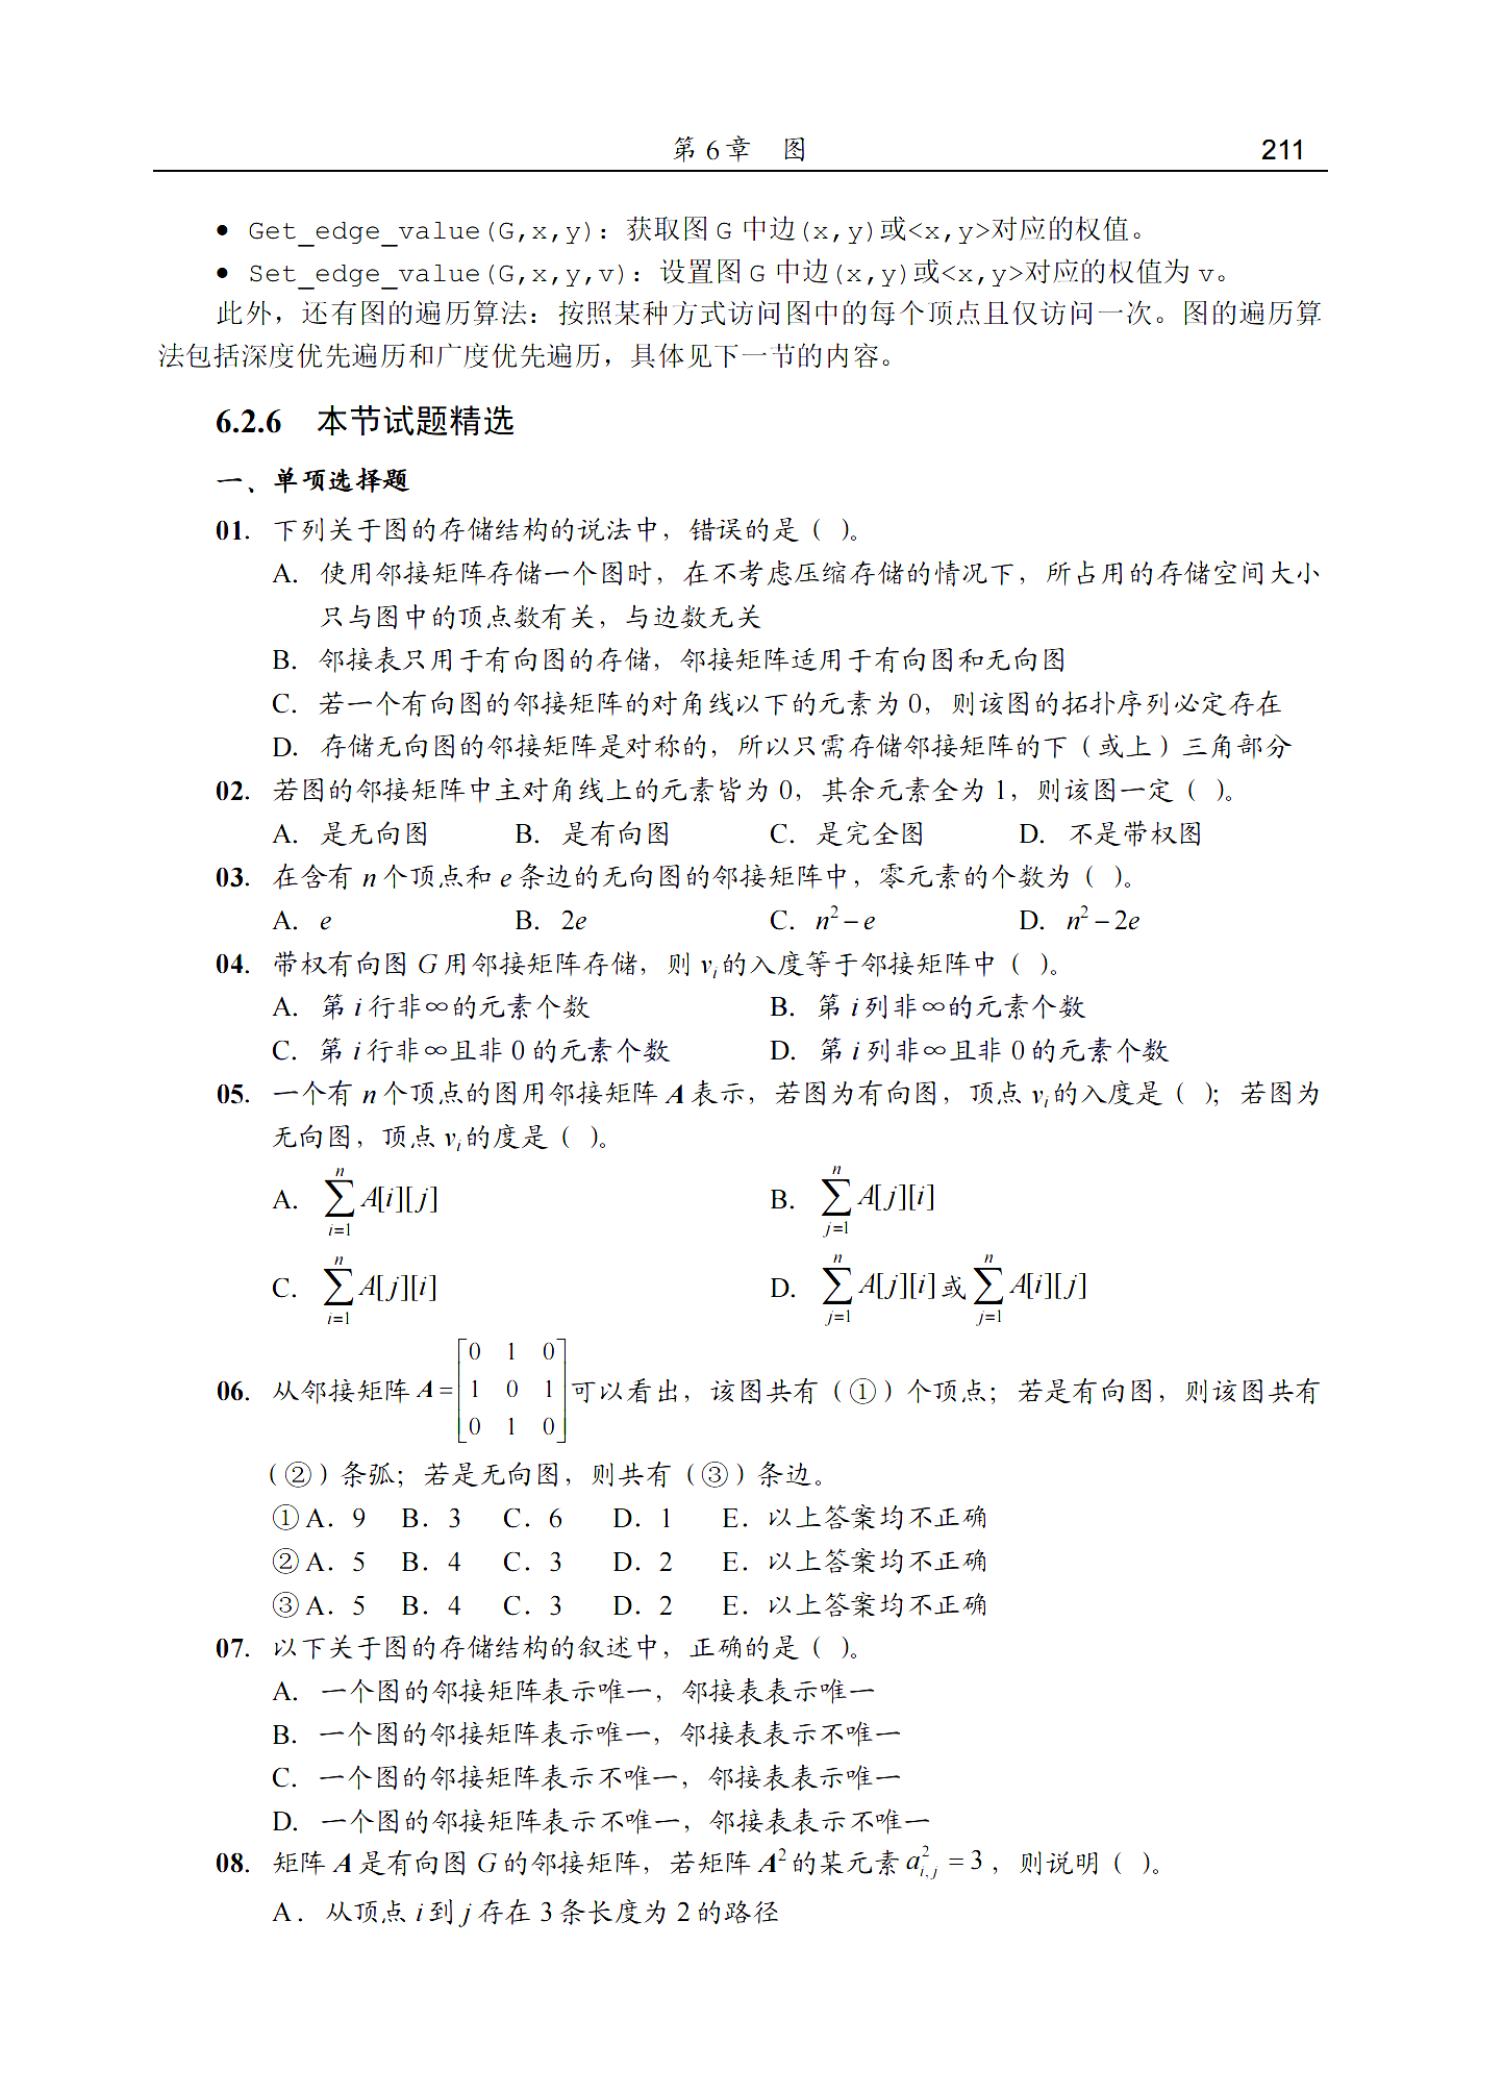 第6章 图 211
• Get_edge_value(G,x,y)：获取图G中边(x,y)或<x,y>对应的权值。
• Set_edge_value(G,x,y,v)：设置图G中边(x,y)或<x,y>对应的权值为v。
此外，还有图的遍历算法：按照某种方式访问图中的每个顶点且仅访问一次。图的遍历算
法包括深度优先遍历和广度优先遍历，具体见下一节的内容。
6.2.6 本节试题精选
一、单项选择题
01. 下列关于图的存储结构的说法中，错误的是（ ）。
A. 使用邻接矩阵存储一个图时，在不考虑压缩存储的情况下，所占用的存储空间大小
只与图中的顶点数有关，与边数无关
B. 邻接表只用于有向图的存储，邻接矩阵适用于有向图和无向图
C. 若一个有向图的邻接矩阵的对角线以下的元素为0，则该图的拓扑序列必定存在
D. 存储无向图的邻接矩阵是对称的，所以只需存储邻接矩阵的下（或上）三角部分
02. 若图的邻接矩阵中主对角线上的元素皆为0，其余元素全为1，则该图一定（ ）。
A. 是无向图 B. 是有向图 C. 是完全图 D. 不是带权图
03. 在含有n个顶点和e条边的无向图的邻接矩阵中，零元素的个数为（ ）。
A. e B. 2e C. n² − e D. n² − 2e
04. 带权有向图G用邻接矩阵存储，则vᵢ的入度等于邻接矩阵中（ ）。
A. 第i行非∞的元素个数 B. 第i列非∞的元素个数
C. 第i行非∞且非0的元素个数 D. 第i列非∞且非0的元素个数
05. 一个有n个顶点的图用邻接矩阵A表示，若图为有向图，顶点vᵢ的入度是（ ）；若图为
无向图，顶点vᵢ的度是（ ）。
A. ∑_{i=1}^{n} A[i][j] B. ∑_{j=1}^{n} A[j][i]
C. ∑_{i=1}^{n} A[j][i] D. ∑_{j=1}^{n} A[j][i]或∑_{j=1}^{n} A[i][j]
0 1 0
06. 从邻接矩阵A= 1 0 1 可以看出，该图共有（①）个顶点；若是有向图，则该图共有
0 1 0
（②）条弧；若是无向图，则共有（③）条边。
① A. 9 B. 3 C. 6 D. 1 E. 以上答案均不正确
② A. 5 B. 4 C. 3 D. 2 E. 以上答案均不正确
③ A. 5 B. 4 C. 3 D. 2 E. 以上答案均不正确
07. 以下关于图的存储结构的叙述中，正确的是（ ）。
A. 一个图的邻接矩阵表示唯一，邻接表表示唯一
B. 一个图的邻接矩阵表示唯一，邻接表表示不唯一
C. 一个图的邻接矩阵表示不唯一，邻接表表示唯一
D. 一个图的邻接矩阵表示不唯一，邻接表表示不唯一
08. 矩阵A是有向图G的邻接矩阵，若矩阵A²的某元素a²_{i,j} = 3，则说明（ ）。
A. 从顶点i到j存在3条长度为2的路径